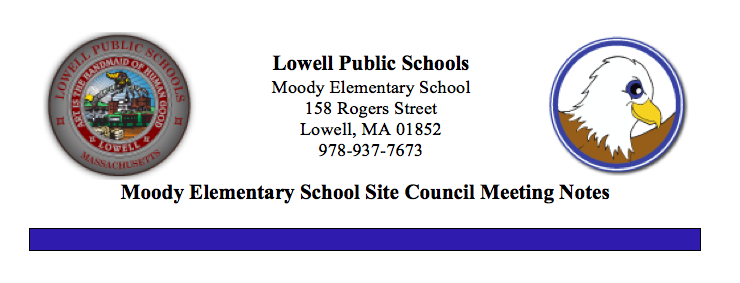 LOWELL PUBLIC SCHOOLS
ART IS THE HANDMAID OF HUMAN GOOD
LOWELL
MASSACHUSETTS
Lowell Public Schools
Moody Elementary School
158 Rogers Street
Lowell, MA 01852
978-937-7673
Moody Elementary School Site Council Meeting Notes